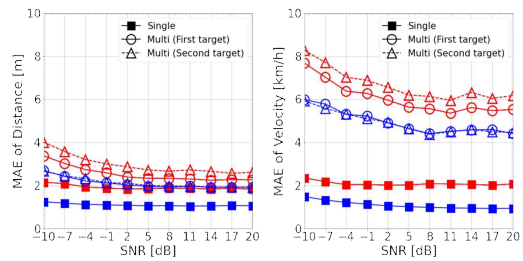 MAE of Distance [m]
10
8
6
4
2
0
Single
Multi (First target)
Multi (Second target)
−10 −7 −4 −1 2 5 8 11 14 17 20
SNR [dB]
MAE of Velocity [km/h]
10
8
6
4
2
0
Single
Multi (First target)
Multi (Second target)
−10 −7 −4 −1 2 5 8 11 14 17 20
SNR [dB]